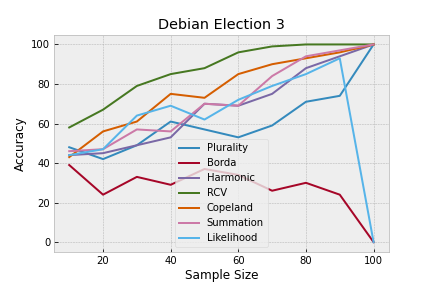 Debian Election 3
Accuracy
100
80
60
40
20
0
Plurality
Borda
Harmonic
RCV
Copeland
Summation
Likelihood
20
40
60
80
100
Sample Size